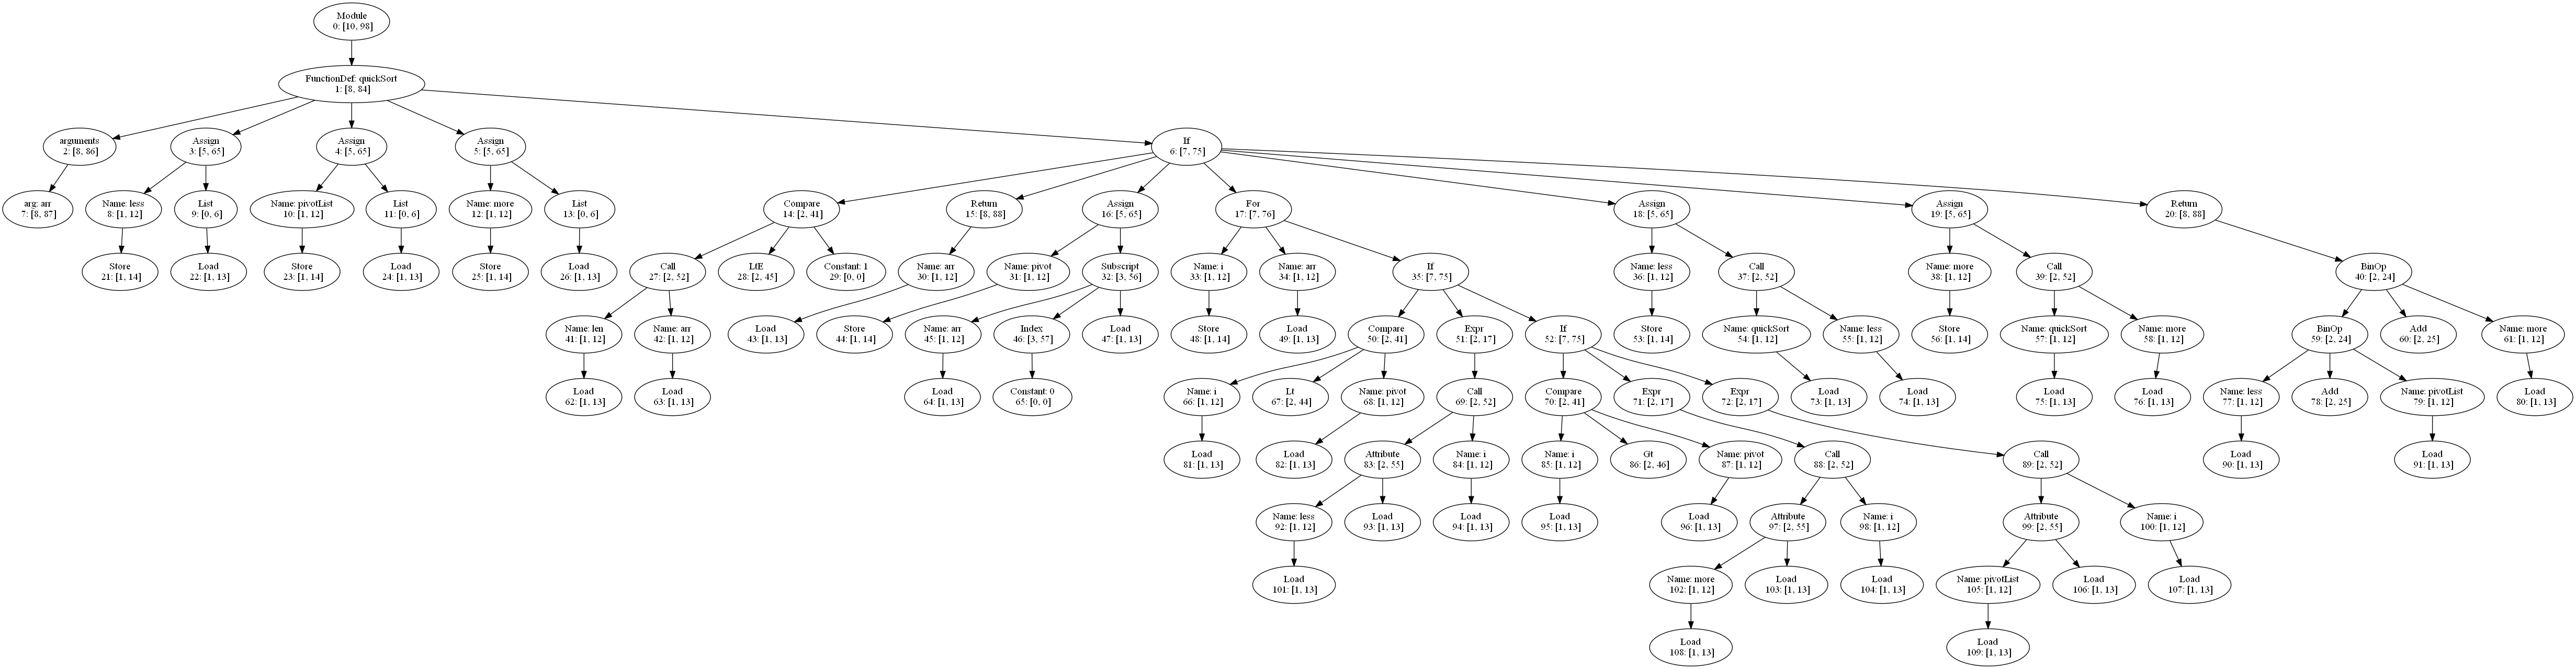 Module
0: [10, 98]
FunctionDef: quickSort
1: [8, 84]
arguments
2: [8, 86]
Assign
3: [5, 65]
Assign
4: [5, 65]
Assign
5: [5, 65]
If
6: [7, 75]
arg: arr
7: [8, 87]
Name: less
8: [1, 12]
List
9: [0, 6]
Name: pivotList
10: [1, 12]
List
11: [0, 6]
Name: more
12: [1, 12]
List
13: [0, 6]
Compare
14: [2, 41]
Return
15: [8, 88]
Assign
16: [5, 65]
For
17: [7, 76]
Assign
18: [5, 65]
Assign
19: [5, 65]
Return
20: [8, 88]
Store
21: [1, 14]
Load
22: [1, 13]
Store
23: [1, 14]
Load
24: [1, 13]
Store
25: [1, 14]
Load
26: [1, 13]
Call
27: [2, 52]
LtE
28: [2, 45]
Constant: 1
29: [0, 0]
Name: arr
30: [1, 12]
Name: pivot
31: [1, 12]
Subscript
32: [3, 56]
Name: i
33: [1, 12]
Name: arr
34: [1, 12]
If
35: [7, 75]
Name: less
36: [1, 12]
Call
37: [2, 52]
Name: more
38: [1, 12]
Call
39: [2, 52]
BinOp
40: [2, 24]
Name: len
41: [1, 12]
Name: arr
42: [1, 12]
Load
43: [1, 13]
Store
44: [1, 14]
Name: arr
45: [1, 12]
Index
46: [3, 57]
Load
47: [1, 13]
Store
48: [1, 14]
Load
49: [1, 13]
Compare
50: [2, 41]
Expr
51: [2, 17]
If
52: [7, 75]
Store
53: [1, 14]
Name: quickSort
54: [1, 12]
Name: less
55: [1, 12]
Store
56: [1, 14]
Name: quickSort
57: [1, 12]
Name: more
58: [1, 12]
BinOp
59: [2, 24]
Add
60: [2, 25]
Name: more
61: [1, 12]
Load
62: [1, 13]
Load
63: [1, 13]
Load
64: [1, 13]
Constant: 0
65: [0, 0]
Name: i
66: [1, 12]
Lt
67: [2, 44]
Name: pivot
68: [1, 12]
Call
69: [2, 52]
Compare
70: [2, 41]
Expr
71: [2, 17]
Expr
72: [2, 17]
Load
73: [1, 13]
Load
74: [1, 13]
Load
75: [1, 13]
Load
76: [1, 13]
Name: less
77: [1, 12]
Add
78: [2, 25]
Name: pivotList
79: [1, 12]
Load
80: [1, 13]
Load
81: [1, 13]
Load
82: [1, 13]
Attribute
83: [2, 55]
Name: i
84: [1, 12]
Name: i
85: [1, 12]
Gt
86: [2, 46]
Name: pivot
87: [1, 12]
Call
88: [2, 52]
Call
89: [2, 52]
Load
90: [1, 13]
Load
91: [1, 13]
Name: less
92: [1, 12]
Load
93: [1, 13]
Load
94: [1, 13]
Load
95: [1, 13]
Load
96: [1, 13]
Attribute
97: [2, 55]
Name: i
98: [1, 12]
Attribute
99: [2, 55]
Name: i
100: [1, 12]
Load
101: [1, 13]
Name: more
102: [1, 12]
Load
103: [1, 13]
Load
104: [1, 13]
Name: pivotList
105: [1, 12]
Load
106: [1, 13]
Load
107: [1, 13]
Load
108: [1, 13]
Load
109: [1, 13]